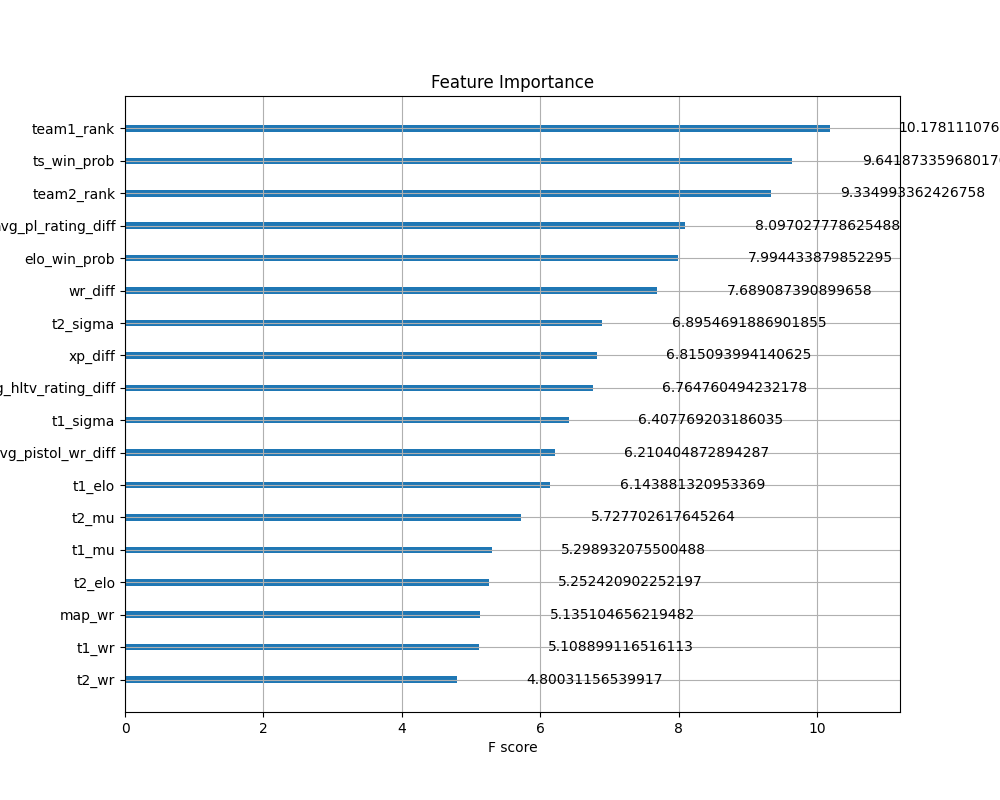 Feature Importance
team1_rank 10.178111076
ts_win_prob 9.64187335968017
team2_rank 9.334993362426758
vg_pl_rating_diff 8.097027778625488
elo_win_prob 7.994433879852295
wr_diff 7.689087390899658
t2_sigma 6.8954691886901855
xp_diff 6.815093994140625
g_hltv_rating_diff 6.764760494232178
t1_sigma 6.407769203186035
vg_pistol_wr_diff 6.210404872894287
t1_elo 6.143881320953369
t2_mu 5.727702617645264
t1_mu 5.298932075500488
t2_elo 5.252420902252197
map_wr 5.135104656219482
t1_wr 5.108899116516113
t2_wr 4.80031156539917
0 2 4 6 8 10
F score